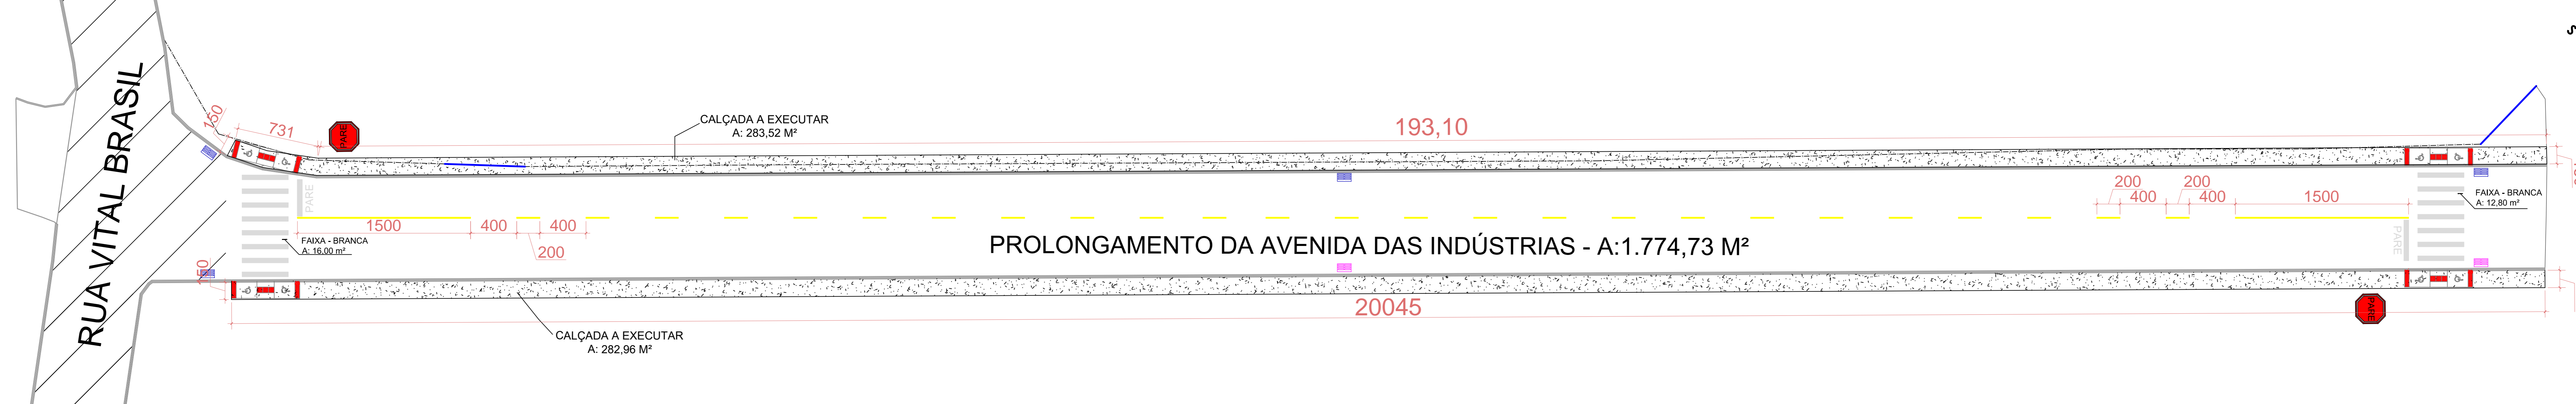 RUA VITAL BRASIL
150
731
PARE
CALÇADA A EXECUTAR
A: 283,52 M²
193,10
PARE
1500
400
400
200
FAIXA - BRANCA
A: 16,00 m²
150
PROLONGAMENTO DA AVENIDA DAS INDÚSTRIAS - A:1.774,73 M²
200
400
200
400
1500
PARE
FAIXA - BRANCA
A: 12,80 m²
20045
PARE
CALÇADA A EXECUTAR
A: 282,96 M²